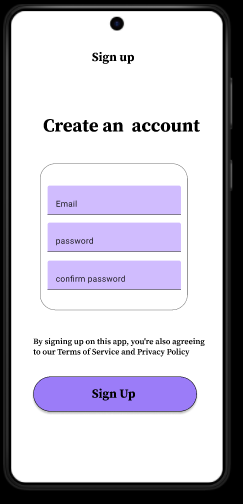 Sign up
Create an account
Email
password
confirm password
By signing up on this app, you're also agreeing
to our Terms of Service and Privacy Policy
Sign Up